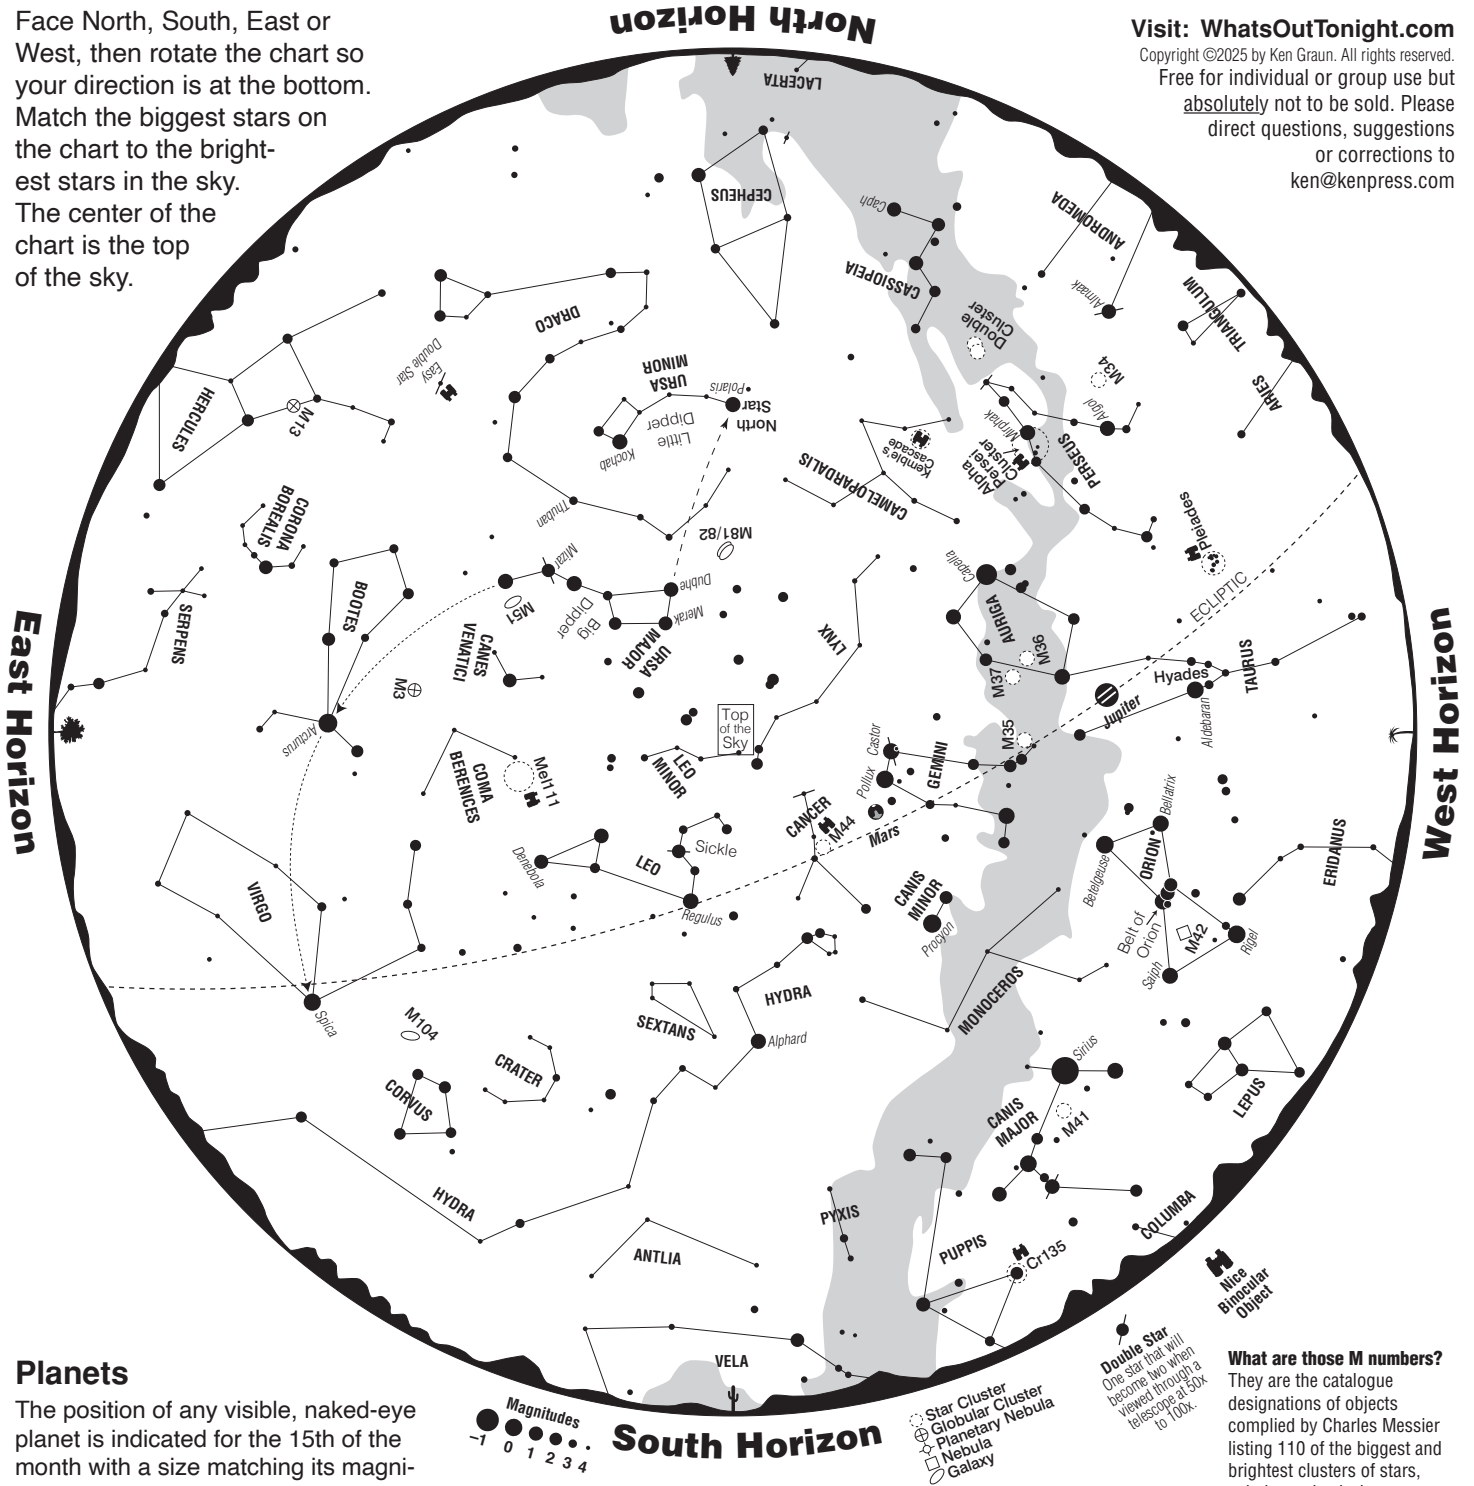 Face North, South, East or
West, then rotate the chart so
your direction is at the bottom.
Match the biggest stars on
the chart to the bright-
est stars in the sky.
The center of the
chart is the top
of the sky.
North Horizon
Visit: WhatsOutTonight.com
Copyright ©2025 by Ken Graun. All rights reserved.
Free for individual or group use but
absolutely not to be sold. Please
direct questions, suggestions
or corrections to
ken@kenpress.com
LACERTA
CEPHEUS
Caph
CASSIOPEIA
ANDROMEDA
Almaak
TRIANGULUM
ARIES
Double
Cluster
M34
Algol
Mirphak
PERSEUS
Alpha
Persei
Cluster
Kemble's
Cascade
CAMELOPARDALIS
DRACO
Easy
Double Star
URSA
MINOR
Polaris
North
Star
Little
Dipper
Kochab
Thuban
HERCULES
M13
CORONA
BOREALIS
SERPENS
BOOTES
Mizar
M51
Big
Dipper
Dubhe
Merak
URSA
MAJOR
M81/82
CANES
VENATICI
M3
Arcturus
LYNX
Capella
AURIGA
M36
M37
Pleiades
ECLIPTIC
TAURUS
Hyades
Aldebaran
Jupiter
M35
East Horizon
West Horizon
Top
of the
Sky
LEO
MINOR
COMA
BERENICES
Mel111
Castor
Pollux
GEMINI
Mars
CANCER
M44
Denebola
LEO
Sickle
Regulus
VIRGO
Spica
CANIS
MINOR
Procyon
Betelgeuse
Bellatrix
ORION
Belt of
Orion
M42
Saiph
Rigel
ERIDANUS
MONOCEROS
HYDRA
Alphard
SEXTANS
M104
CRATER
CORVUS
Sirius
CANIS
MAJOR
M41
LEPUS
COLUMBA
HYDRA
ANTLIA
PYXIS
PUPPIS
Cr135
VELA
South Horizon
Planets
The position of any visible, naked-eye
planet is indicated for the 15th of the
month with a size matching its magni-
Magnitudes
–1 0 1 2 3 4
Star Cluster
Globular Cluster
Planetary Nebula
Nebula
Galaxy
Double Star
One star that will
become two when
viewed through a
telescope at 50x
to 100x.
Nice
Binocular
Object
What are those M numbers?
They are the catalogue
designations of objects
complied by Charles Messier
listing 110 of the biggest and
brightest clusters of stars,